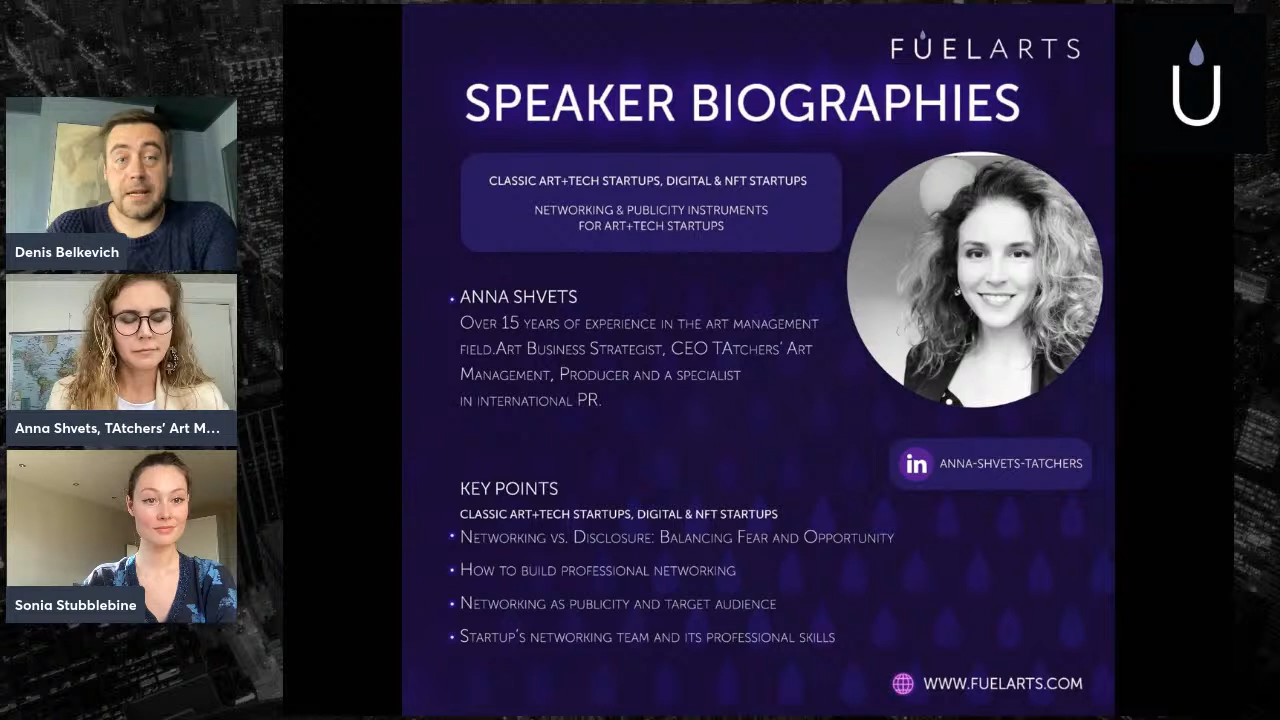 FUELARTS
SPEAKER BIOGRAPHIES
CLASSIC ART+TECH STARTUPS, DIGITAL & NFT STARTUPS
NETWORKING & PUBLICITY INSTRUMENTS
FOR ART+TECH STARTUPS
ANNA SHVETS
OVER 15 YEARS OF EXPERIENCE IN THE ART MANAGEMENT
FIELD.ART BUSINESS STRATEGIST, CEO TATCHERS' ART
MANAGEMENT, PRODUCER AND A SPECIALIST
IN INTERNATIONAL PR.
in ANNA-SHVETS-TATCHERS
KEY POINTS
CLASSIC ART+TECH STARTUPS, DIGITAL & NFT STARTUPS
• NETWORKING VS. DISCLOSURE: BALANCING FEAR AND OPPORTUNITY
• HOW TO BUILD PROFESSIONAL NETWORKING
• NETWORKING AS PUBLICITY AND TARGET AUDIENCE
• STARTUP'S NETWORKING TEAM AND ITS PROFESSIONAL SKILLS
WWW.FUELARTS.COM
U
Denis Belkevich
Anna Shvets, TAtchers' Art M...
Sonia Stubblebine